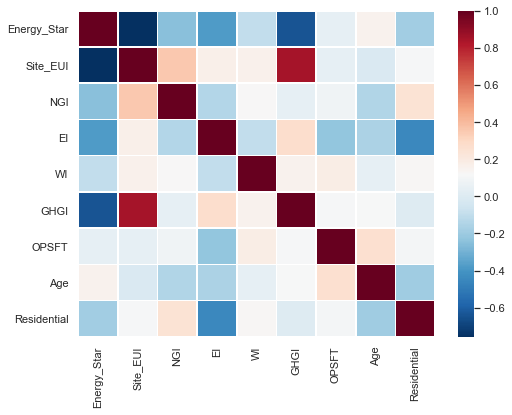 Energy_Star
Site_EUI
NGI
EI
WI
GHGI
OPSFT
Age
Residential
Energy_Star
Site_EUI
NGI
EI
WI
GHGI
OPSFT
Age
Residential
1.0
0.8
0.6
0.4
0.2
0.0
−0.2
−0.4
−0.6